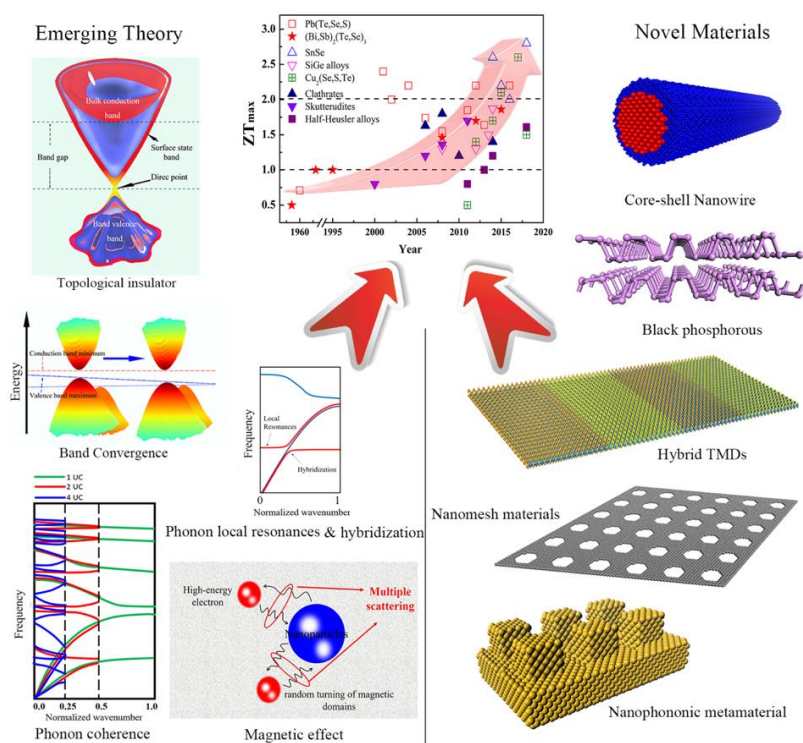 Emerging Theory
Novel Materials
Bulk conduction
band
Band gap
Surface state
band
Direc point
Band valence
band
Topological insulator
ZTmax
2.5
2.0
1.5
1.0
0.5
Pb(Te,Se,S)
(Bi,Sb)2(Te,Se)3
SnSe
SiGe alloys
Cu2(Se,S,Te)
Clathrates
Skutterudites
Half-Heusler alloys
1960
1995
2000
2005
2010
2015
2020
Year
Core-shell Nanowire
Black phosphorous
Energy
Conduction band minimum
Valence band maximum
Band Convergence
Frequency
Local
Resonances
Hybridization
0
1
Normalized wavenumber
Phonon local resonances & hybridization
Hybrid TMDs
Nanomesh materials
1 UC
2 UC
4 UC
Frequency
0.0
0.25
0.5
1.0
Normalized wavenumber
Phonon coherence
High-energy
electron
Multiple
scattering
Nanoparticles
random turning of magnetic
domains
Magnetic effect
Nanophononic metamaterial